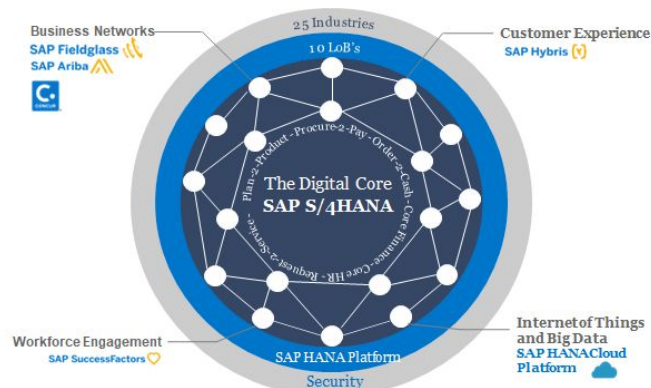 25 Industries
10 LoB's
Business Networks
SAP Fieldglass
SAP Ariba
C.
CONCUR
Customer Experience
SAP Hybris
Plan-2-Product - Procure-2-Pay - Order-2-Cash - Core Finance - Core HR - Request-2-Service -
The Digital Core
SAP S/4HANA
Workforce Engagement
SAP SuccessFactors
Internet of Things
and Big Data
SAP HANA Cloud
Platform
SAP HANA Platform
Security